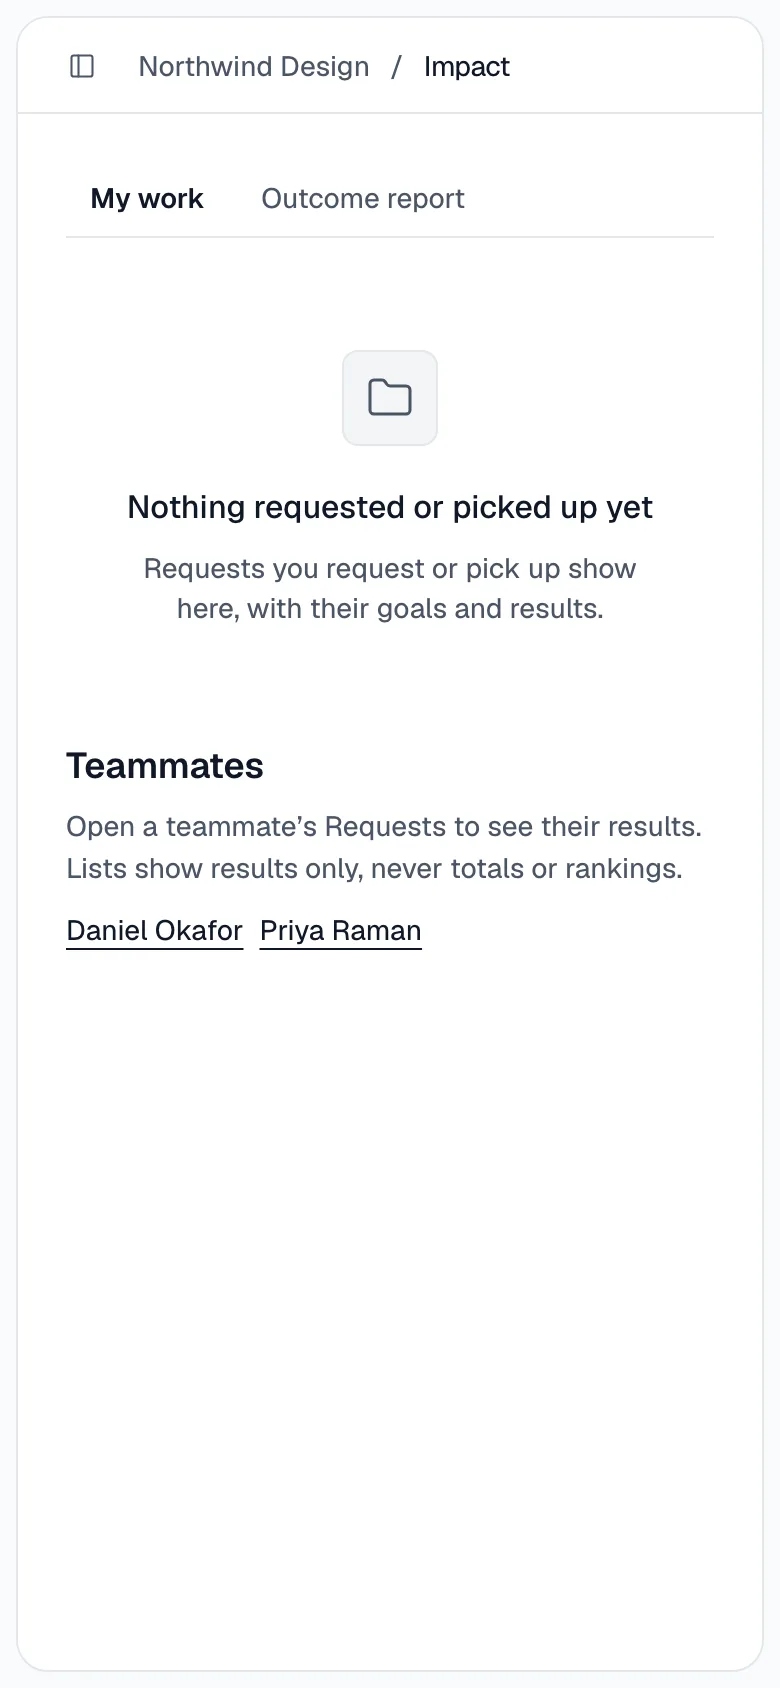 Northwind Design / Impact
My work Outcome report
Nothing requested or picked up yet
Requests you request or pick up show
here, with their goals and results.
Teammates
Open a teammate’s Requests to see their results.
Lists show results only, never totals or rankings.
Daniel Okafor Priya Raman